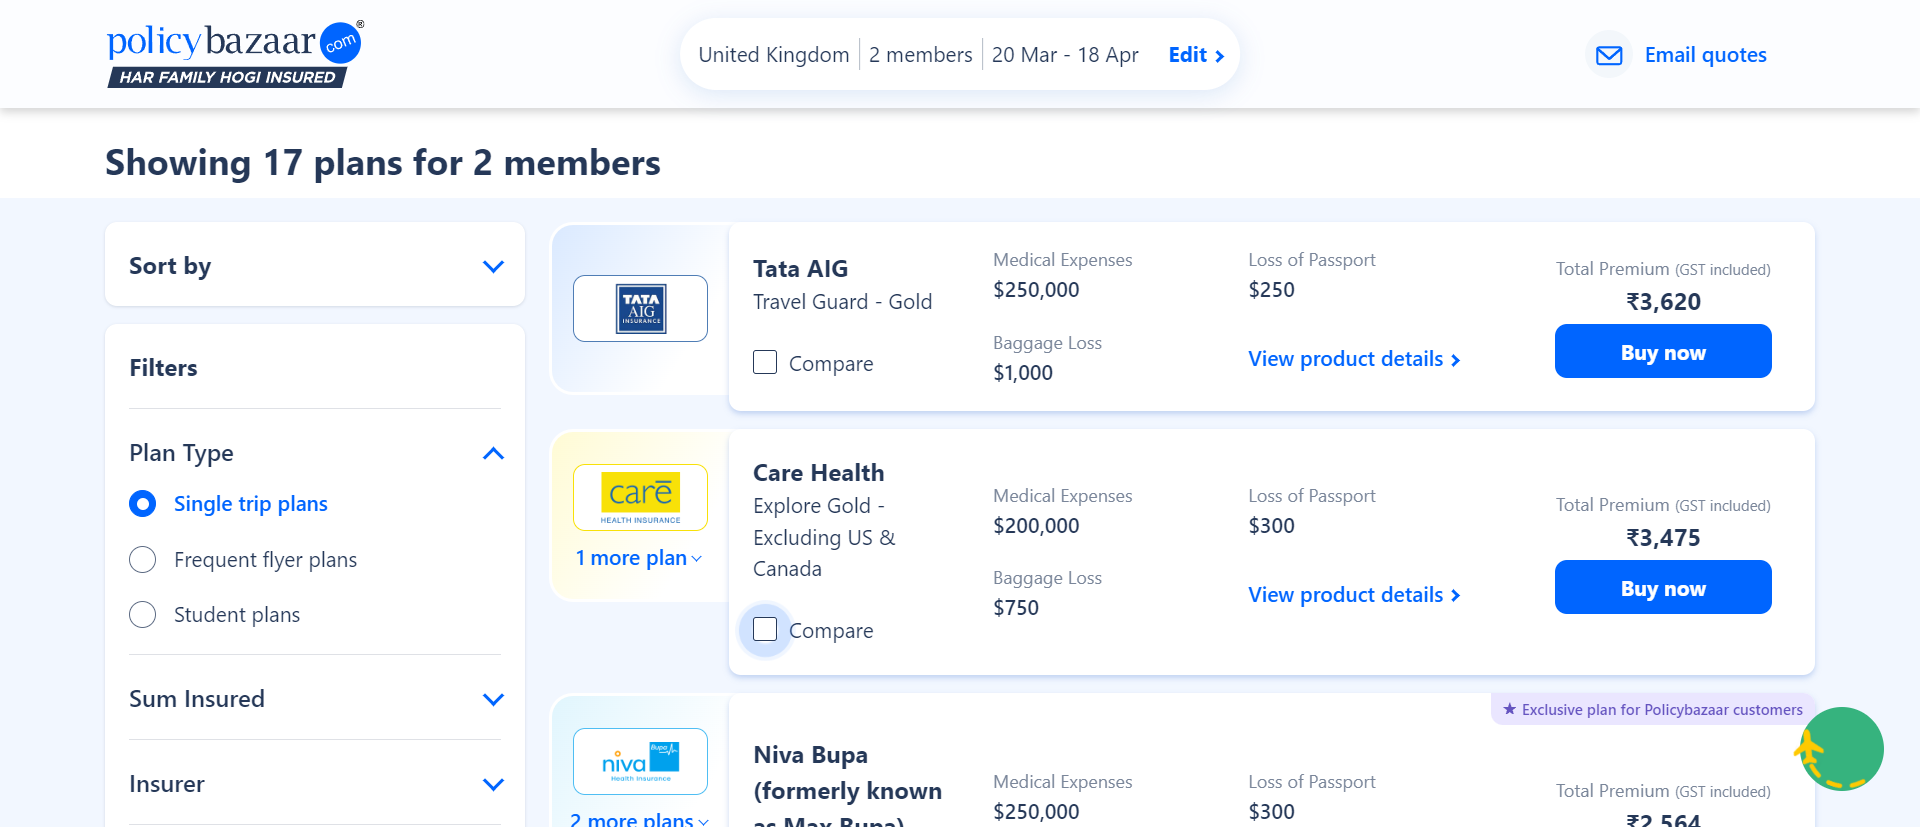 policybazaar.com®
HAR FAMILY HOGI INSURED
United Kingdom 2 members 20 Mar - 18 Apr Edit
Email quotes
Showing 17 plans for 2 members
Sort by
Filters
Plan Type
Single trip plans
Frequent flyer plans
Student plans
Sum Insured
Insurer
TATA
AIG
INSURANCE
Tata AIG
Travel Guard - Gold
Compare
Medical Expenses
$250,000
Baggage Loss
$1,000
Loss of Passport
$250
View product details
Total Premium (GST included)
₹3,620
Buy now
care
HEALTH INSURANCE
1 more plan
Care Health
Explore Gold -
Excluding US &
Canada
Compare
Medical Expenses
$200,000
Baggage Loss
$750
Loss of Passport
$300
View product details
Total Premium (GST included)
₹3,475
Buy now
Exclusive plan for Policybazaar customers
niva Bupa
Health Insurance
2 more plans
Niva Bupa
(formerly known
as Max Bupa)
Medical Expenses
$250,000
Loss of Passport
$300
Total Premium (GST included)
₹2,564